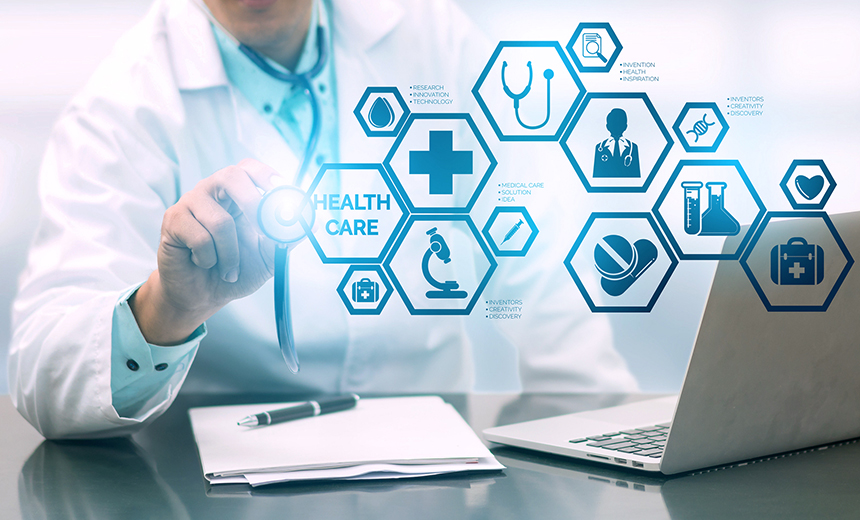 INVENTION
HEALTH
INSPIRATION
RESEARCH
INNOVATION
TECHNOLOGY
INVENTORS
CREATIVITY
DISCOVERY
MEDICAL CARE
SOLUTION
IDEA
HEALTH
CARE
INVENTORS
CREATIVITY
DISCOVERY